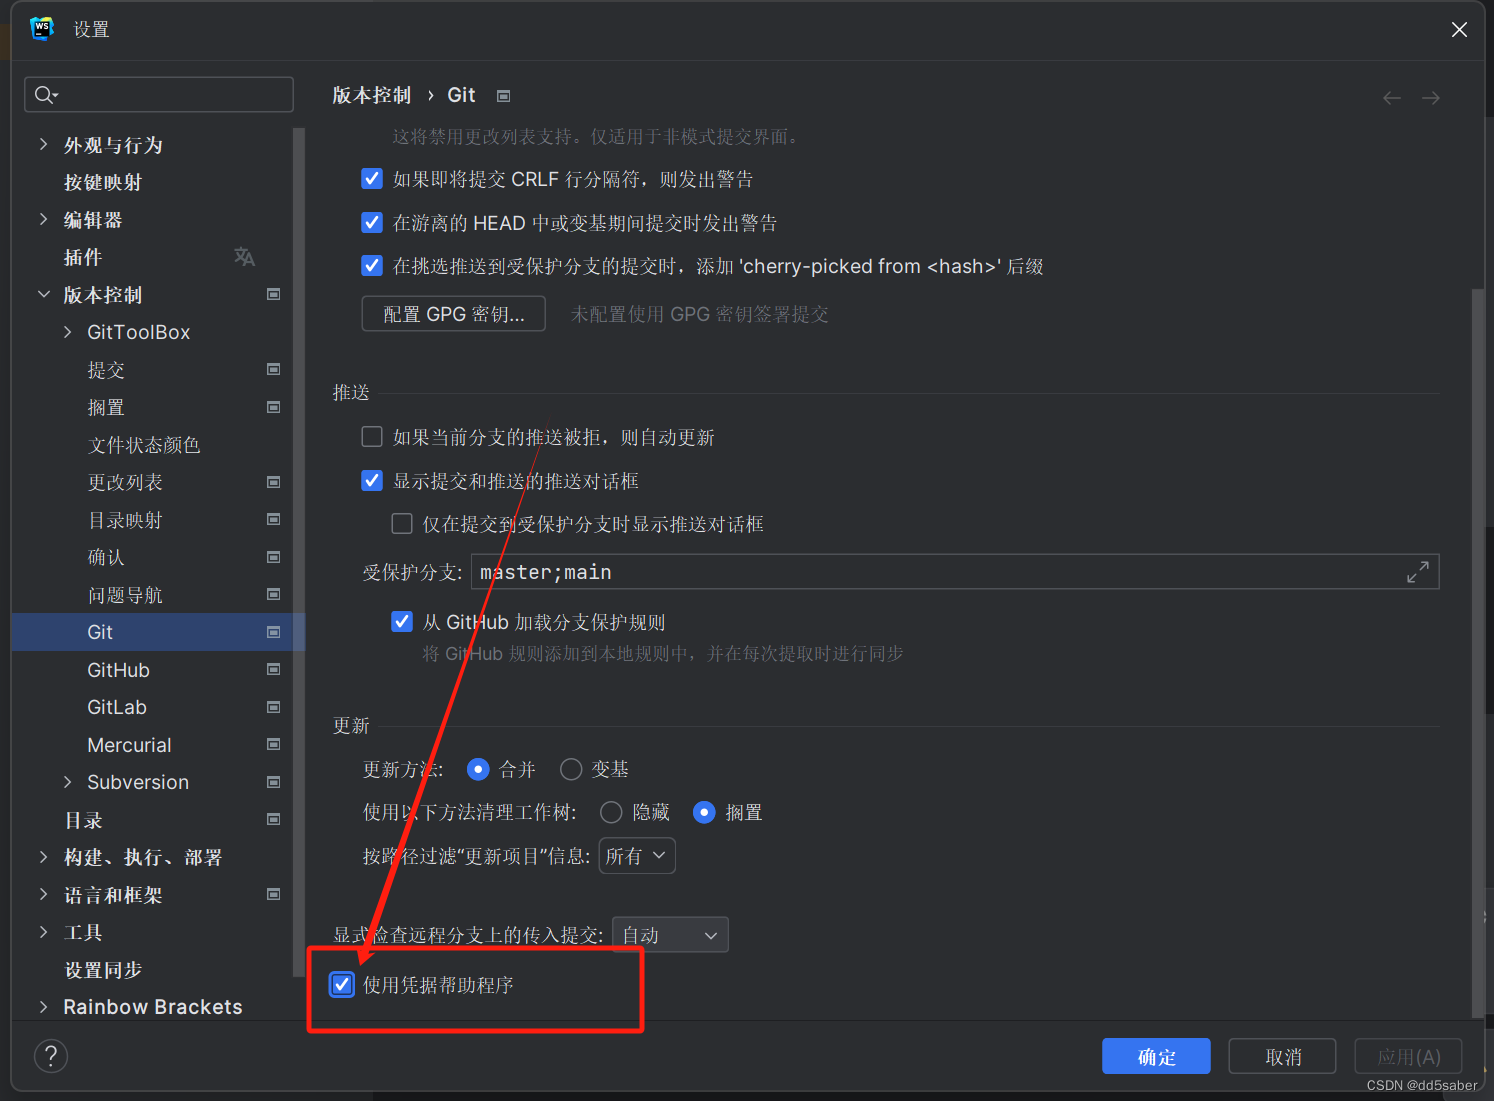 WS
设置
版本控制 › Git
外观与行为
按键映射
编辑器
插件
版本控制
GitToolBox
提交
搁置
文件状态颜色
更改列表
目录映射
确认
问题导航
Git
GitHub
GitLab
Mercurial
Subversion
目录
构建、执行、部署
语言和框架
工具
设置同步
Rainbow Brackets
这将禁用更改列表支持。仅适用于非模式提交界面。
如果即将提交 CRLF 行分隔符，则发出警告
在游离的 HEAD 中或变基期间提交时发出警告
在挑选推送到受保护分支的提交时，添加 'cherry-picked from <hash>' 后缀
配置 GPG 密钥... 未配置使用 GPG 密钥签署提交
推送
如果当前分支的推送被拒，则自动更新
显示提交和推送的推送对话框
仅在提交到受保护分支时显示推送对话框
受保护分支: master;main
从 GitHub 加载分支保护规则
将 GitHub 规则添加到本地规则中，并在每次提取时进行同步
更新
更新方法: 合并 变基
使用以下方法清理工作树: 隐藏 搁置
按路径过滤“更新项目”信息: 所有
显式检查远程分支上的传入提交: 自动
使用凭据帮助程序
? 确定 取消 应用(A)
CSDN @dd5saber